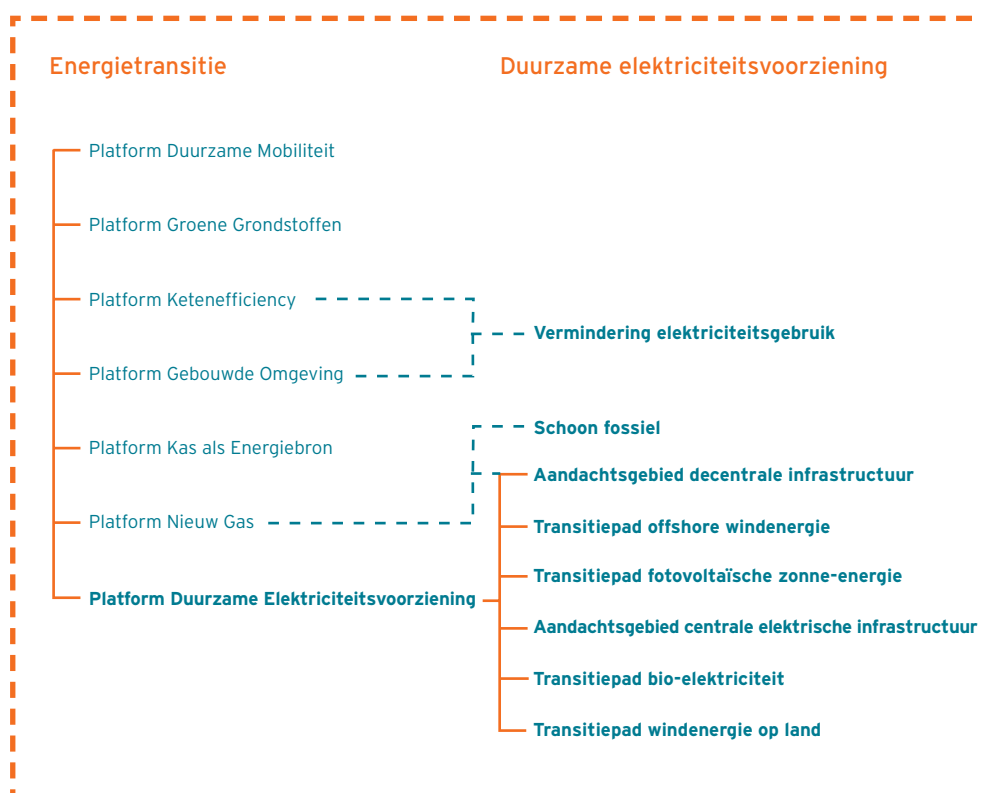 Energietransitie
Duurzame elektriciteitsvoorziening
Platform Duurzame Mobiliteit
Platform Groene Grondstoffen
Platform Ketenefficiency
Vermindering elektriciteitsgebruik
Platform Gebouwde Omgeving
Schoon fossiel
Platform Kas als Energiebron
Aandachtsgebied decentrale infrastructuur
Platform Nieuw Gas
Transitiepad offshore windenergie
Transitiepad fotovoltaïsche zonne-energie
Platform Duurzame Elektriciteitsvoorziening
Aandachtsgebied centrale elektrische infrastructuur
Transitiepad bio-elektriciteit
Transitiepad windenergie op land